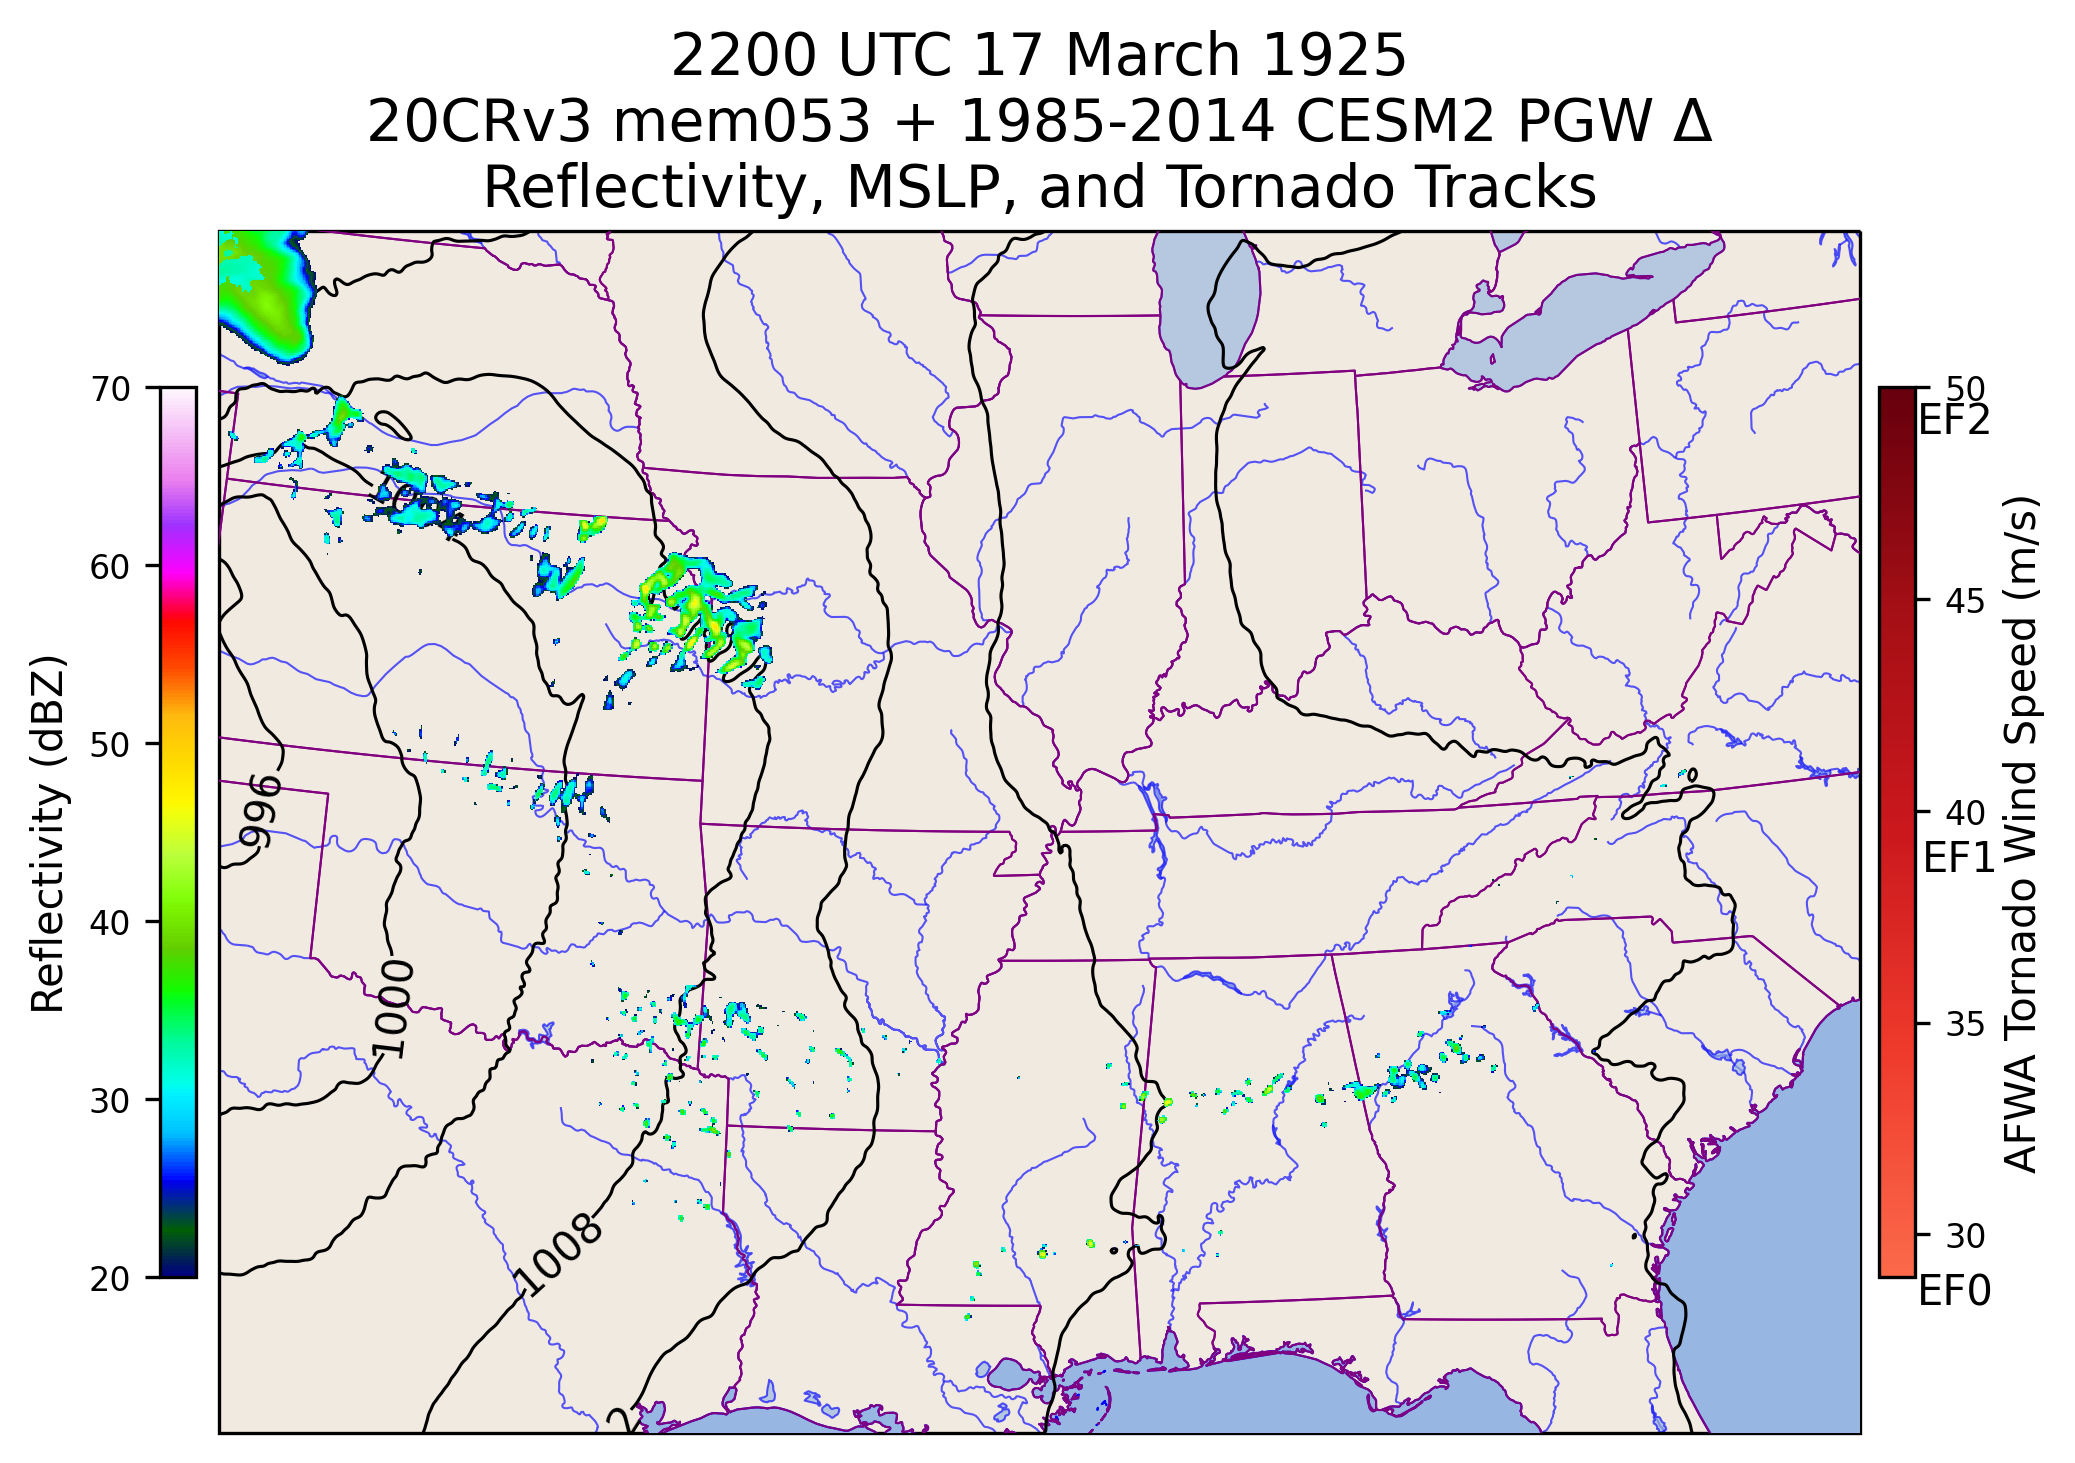 2200 UTC 17 March 1925
20CRv3 mem053 + 1985-2014 CESM2 PGW Δ
Reflectivity, MSLP, and Tornado Tracks
Reflectivity (dBZ)
70
60
50
40
30
20
996
1000
1008
2
50
EF2
45
40
EF1
35
30
EF0
AFWA Tornado Wind Speed (m/s)